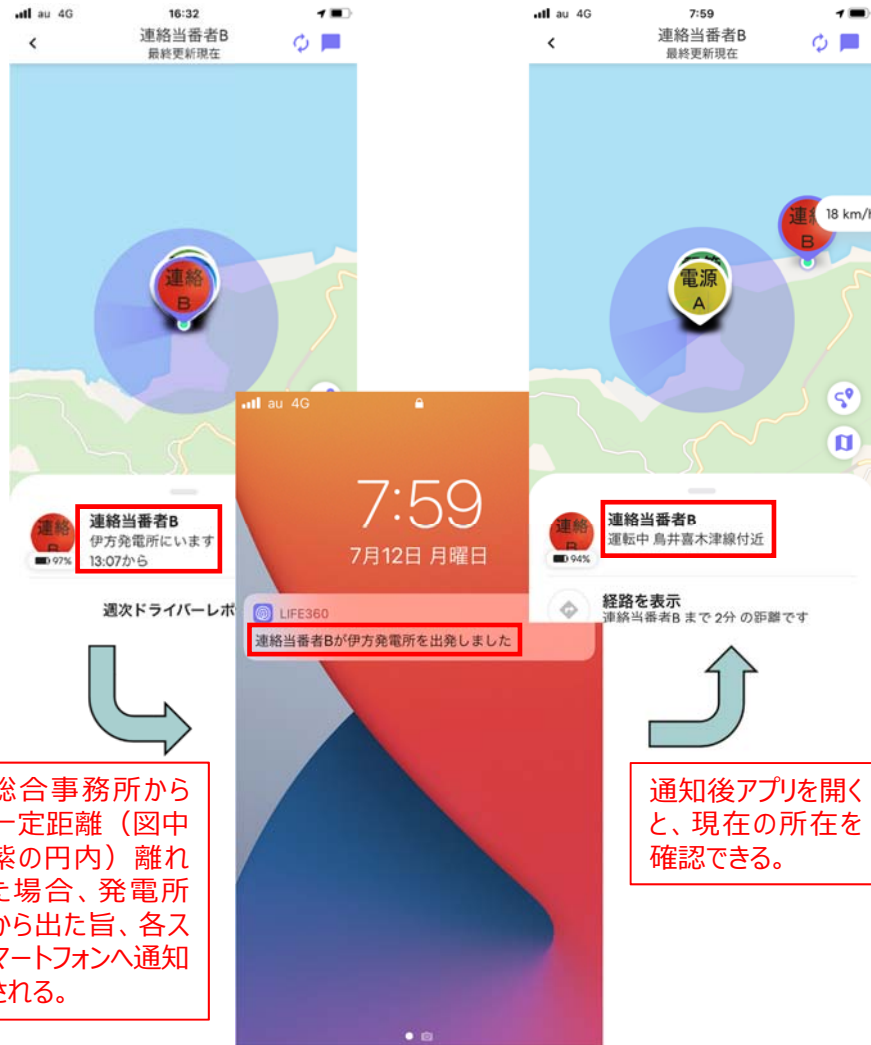 au 4G
16:32
連絡当番者B
最終更新現在
連絡
B
97%
連絡当番者B
伊方発電所にいます
13:07から
週次ドライバーレポ
au 4G
7:59
7月12日 月曜日
LIFE360
連絡当番者Bが伊方発電所を出発しました
au 4G
7:59
連絡当番者B
最終更新現在
18 km/h
B
電源
A
連絡
94%
連絡当番者B
運転中 鳥井喜木津線付近
経路を表示
連絡当番者B まで 2分 の距離です
総合事務所から
一定距離（図中
紫の円内）離れ
た場合、発電所
から出た旨、各ス
マートフォンへ通知
される。
通知後アプリを開く
と、現在の所在を
確認できる。